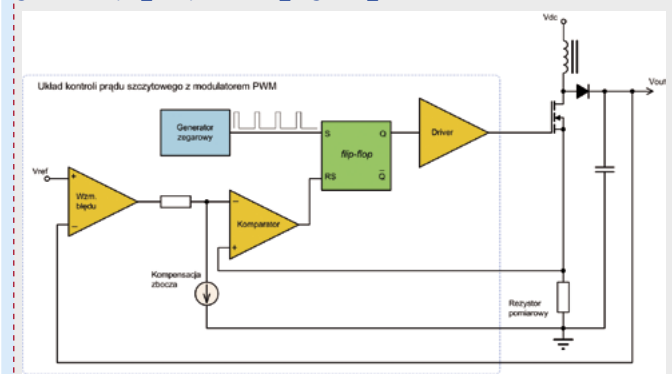 Vdc
Układ kontroli prądu szczytowego z modulatorem PWM
Vout
Generator
zegarowy
S
Q
Driver
flip-flop
RS
Q̅
Vref
+
Wzm.
błędu
−
−
Komparator
+
Kompensacja
zbocza
Rezystor
pomiarowy